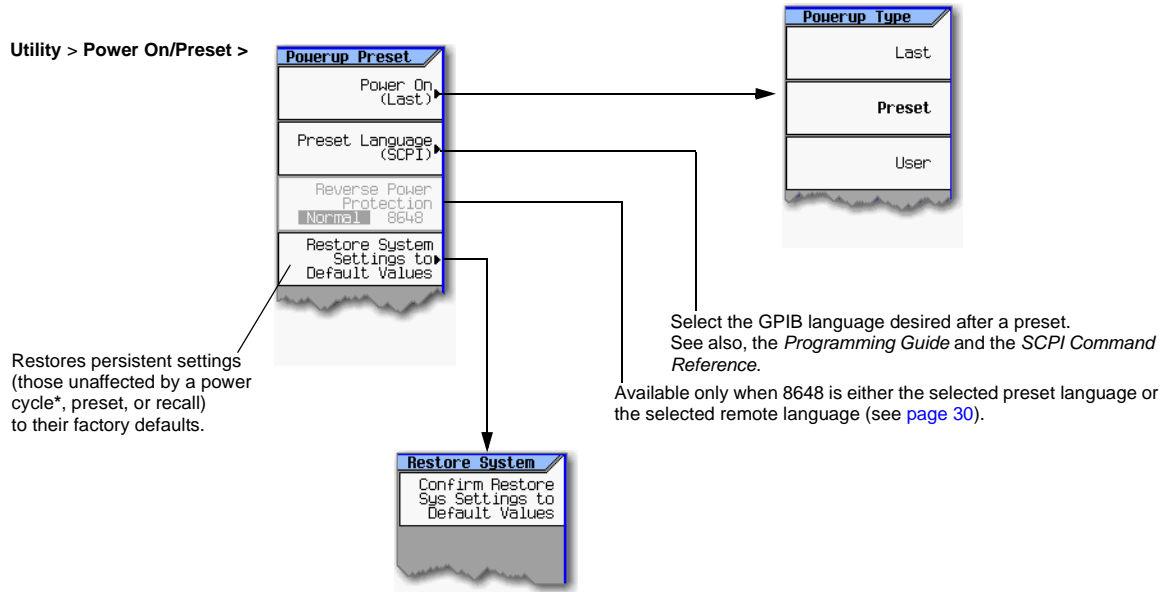 Utility > Power On/Preset >
Powerup Preset
Power On
(Last)
Preset Language
(SCPI)
Reverse Power
Protection
Normal 8648
Restore System
Settings to
Default Values
Powerup Type
Last
Preset
User
Select the GPIB language desired after a preset.
See also, the Programming Guide and the SCPI Command
Reference.
Available only when 8648 is either the selected preset language or
the selected remote language (see page 30).
Restores persistent settings
(those unaffected by a power
cycle*, preset, or recall)
to their factory defaults.
Restore System
Confirm Restore
Sys Settings to
Default Values